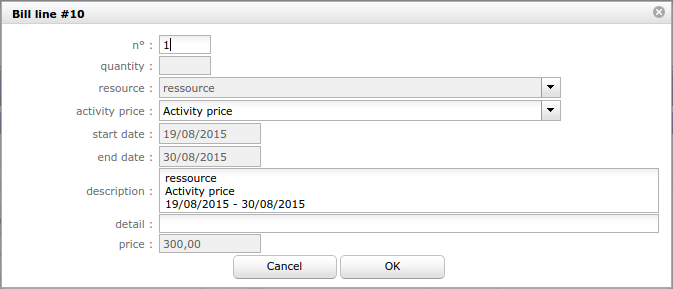 Bill line #10
n° : 1
quantity :
resource : ressource
activity price : Activity price
start date : 19/08/2015
end date : 30/08/2015
description : ressource
Activity price
19/08/2015 - 30/08/2015
detail :
price : 300,00
Cancel OK